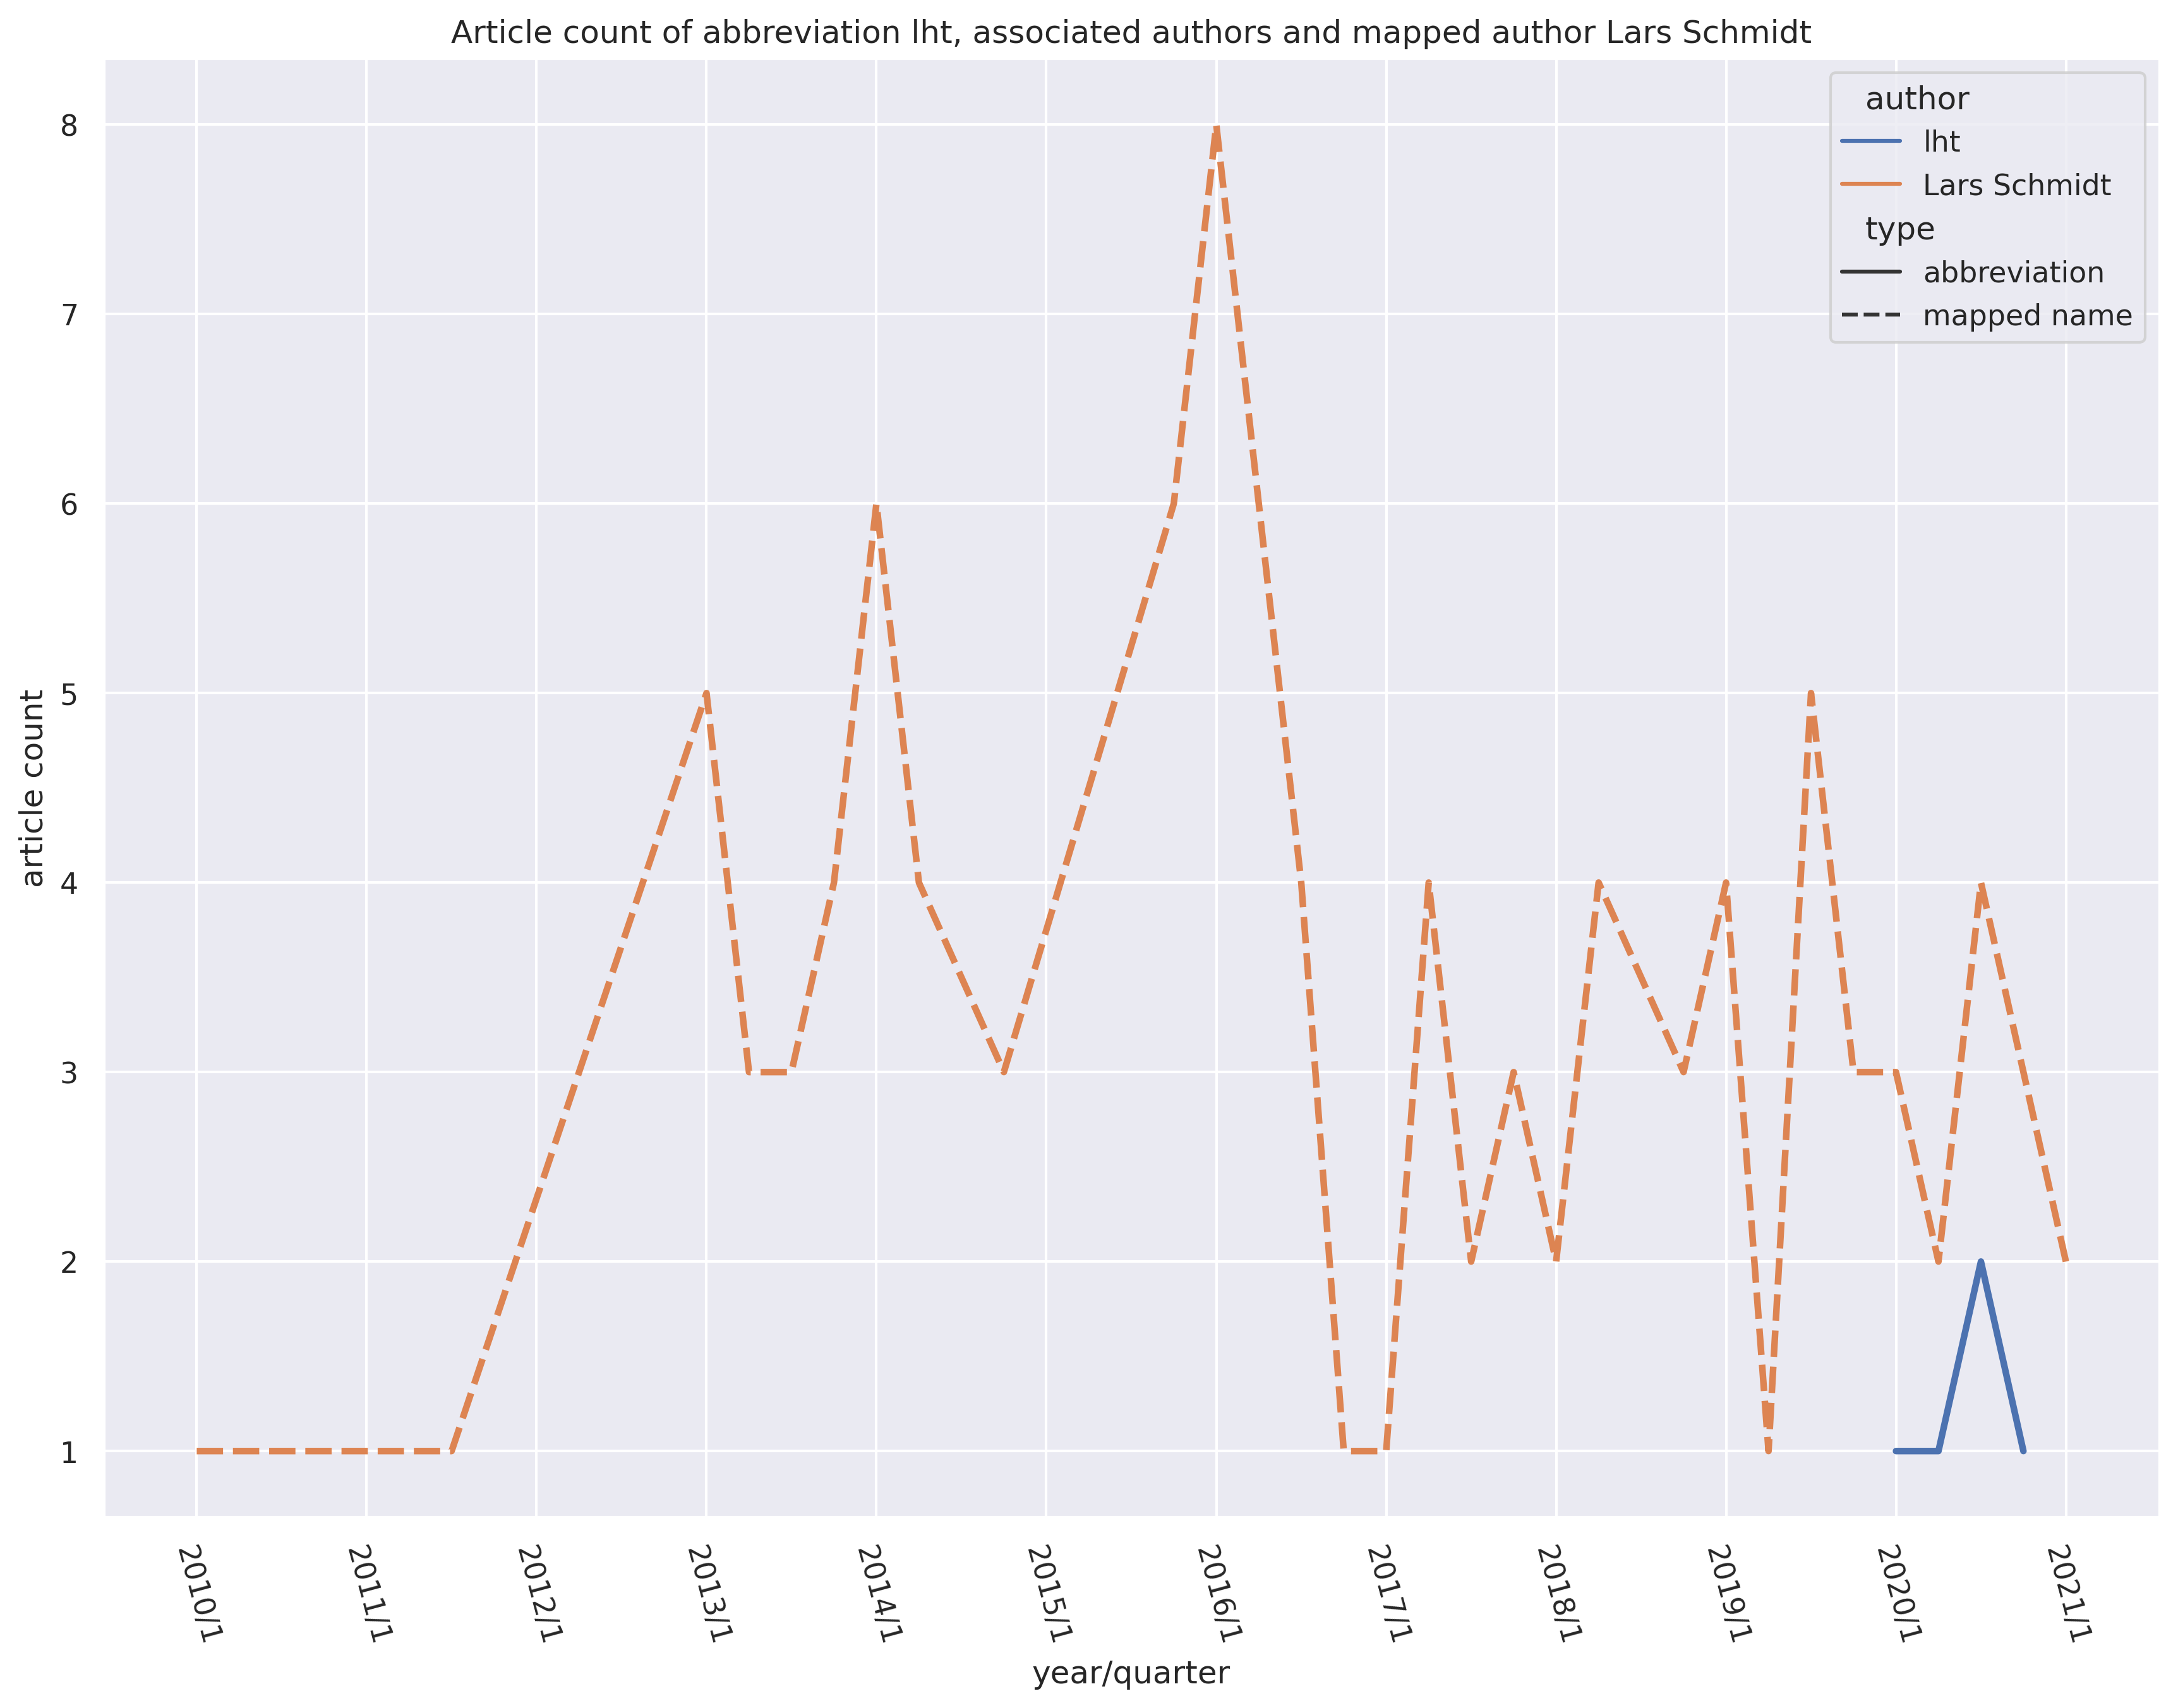 Article count of abbreviation lht, associated authors and mapped author Lars Schmidt
author
lht
Lars Schmidt
type
abbreviation
mapped name
article count
8
7
6
5
4
3
2
1
2010/1
2011/1
2012/1
2013/1
2014/1
2015/1
2016/1
2017/1
2018/1
2019/1
2020/1
2021/1
year/quarter